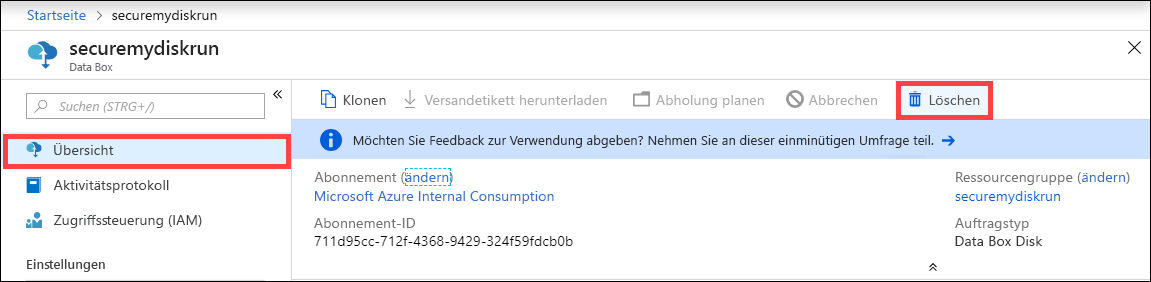 Startseite > securemydiskrun
securemydiskrun
Data Box
Suchen (STRG+/)
Übersicht
Aktivitätsprotokoll
Zugriffssteuerung (IAM)
Einstellungen
Klonen Versandetikett herunterladen Abholung planen Abbrechen Löschen
Möchten Sie Feedback zur Verwendung abgeben? Nehmen Sie an dieser einminütigen Umfrage teil. →
Abonnement (ändern) Ressourcengruppe (ändern)
Microsoft Azure Internal Consumption securemydiskrun
Abonnement-ID Auftragstyp
711d95cc-712f-4368-9429-324f59fdcb0b Data Box Disk